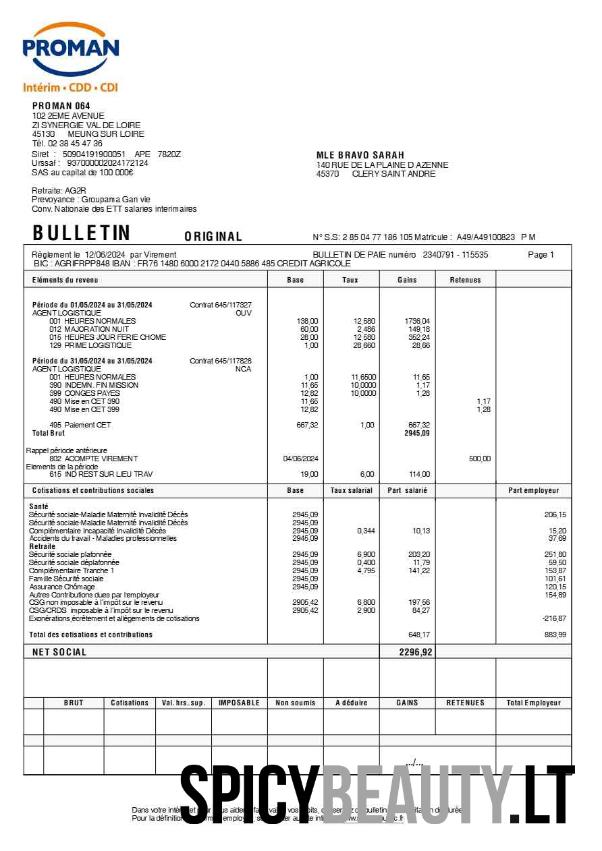 PROMAN
Intérim • CDD • CDI
PROMAN 064
102 2EME AVENUE
ZI SYNERGIE VAL DE LOIRE
45130 MEUNG SUR LOIRE
Tél. 02 38 45 47 36
Siret : 50904191900051 APE 7820Z
Urssaf : 937000002024172124
SAS au capital de 100 000€
MLE BRAVO SARAH
140 RUE DE LA PLAINE D AZENNE
45370 CLERY SAINT ANDRE
Retraite: AG2R
Prevoyance : Groupama Gan vie
Conv. Nationale des ETT salaries interimaires
BULLETIN ORIGINAL N° S.S: 2 85 04 77 186 105 Matricule : A49/A49100823 P M
Règlement le 12/06/2024 par Virement BULLETIN DE PAIE numéro 2340791 - 115535 Page 1
BIC : AGRIFRPP848 IBAN : FR76 1480 6000 2172 0440 5886 485 CREDIT AGRICOLE
Eléments du revenu Base Taux Gains Retenues
Période du 01/05/2024 au 31/05/2024 Contrat 645/117327
AGENT LOGISTIQUE OUV
001 HEURES NORMALES 138,00 12,580 1736,04
012 MAJORATION NUIT 60,00 2,486 149,18
016 HEURES JOUR FERIE CHOME 28,00 12,580 352,24
129 PRIME LOGISTIQUE 1,00 28,660 28,66
Période du 31/05/2024 au 31/05/2024 Contrat 645/117828
AGENT LOGISTIQUE NCA
001 HEURES NORMALES 1,00 11,6500 11,65
390 INDEMN. FIN MISSION 11,65 10,0000 1,17
399 CONGES PAYES 12,82 10,0000 1,28
490 Mise en CET 390 11,65 1,17
490 Mise en CET 399 12,82 1,28
495 Paiement CET 667,32 1,00 667,32
Total Brut 2945,09
Rappel période antérieure
802 ACOMPTE VIREMENT 04/06/2024 500,00
Elements de la période
616 IND REST SUR LIEU TRAV 19,00 6,00 114,00
Cotisations et contributions sociales Base Taux salarial Part salarié Part employeur
Santé
Sécurité sociale-Maladie Maternité Invalidité Décès 2945,09 206,15
Sécurité sociale-Maladie Maternité Invalidité Décès 2945,09
Complémentaire Incapacité Invalidité Décès 2945,09 0,344 10,13 15,20
Accidents du travail - Maladies professionnelles 2945,09 37,69
Retraite
Sécurité sociale plafonnée 2945,09 6,900 203,20 251,80
Sécurité sociale déplafonnée 2945,09 0,400 11,79 59,50
Complémentaire Tranche 1 2945,09 4,795 141,22 153,87
Famille Sécurité sociale 2945,09 101,61
Assurance Chômage 2945,09 120,15
Autres Contributions dues par l'employeur 154,89
CSG non imposable à l'impôt sur le revenu 2905,42 6,800 197,56
CSG/CRDS imposable à l'impôt sur le revenu 2905,42 2,900 84,27
Exonérations,écrêtement et allègements de cotisations -216,87
Total des cotisations et contributions 648,17 883,99
NET SOCIAL 2296,92
BRUT Cotisations Val. hrs. sup. IMPOSABLE Non soumis A déduire GAINS RETENUES Total Employeur
.../...
SPICYBEAUTY.LT
Dans votre
Pour la